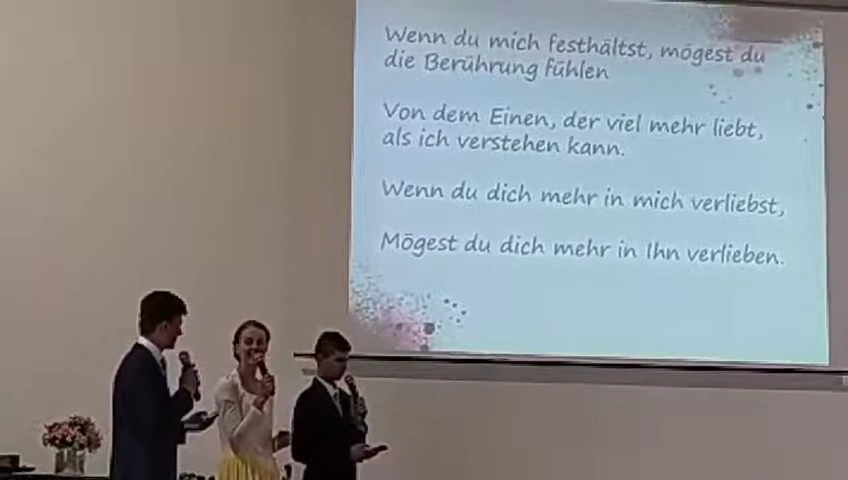 Wenn du mich festhältst, mögest du
die Berührung fühlen
Von dem Einen, der viel mehr liebt,
als ich verstehen kann.
Wenn du dich mehr in mich verliebst,
Mögest du dich mehr in Ihn verlieben.